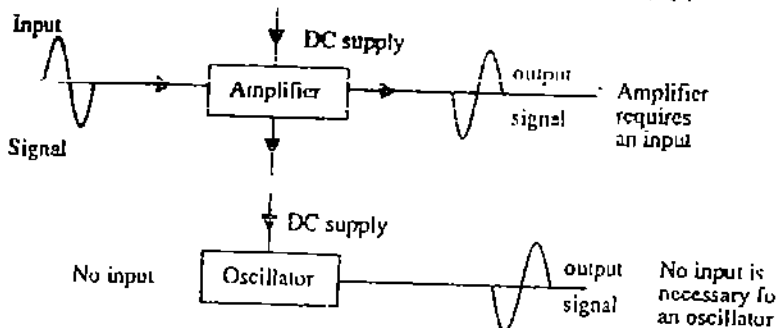 Input
DC supply
Amplifier
output
Amplifier
requires
an input
signal
Signal
DC supply
No input
Oscillator
output
signal
No input is
necessary fo
an oscillator